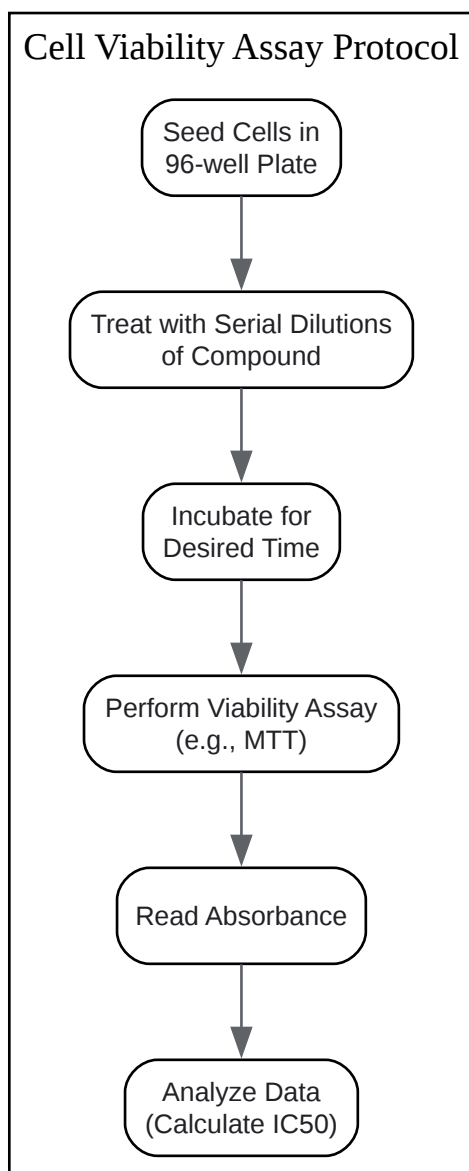 Cell Viability Assay Protocol
Seed Cells in
96-well Plate
Treat with Serial Dilutions
of Compound
Incubate for
Desired Time
Perform Viability Assay
(e.g., MTT)
Read Absorbance
Analyze Data
(Calculate IC50)